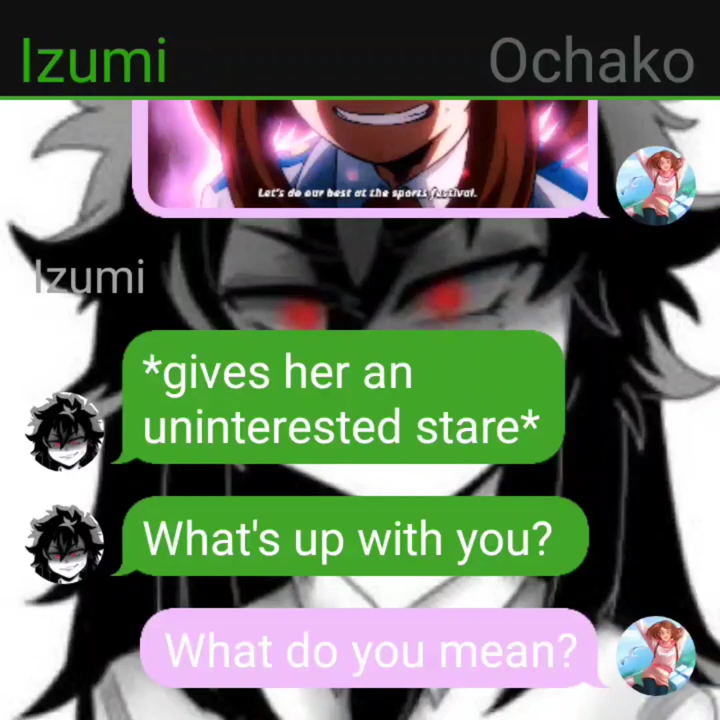 Izumi
Ochako
Let's do our best at the sports festival.
Izumi
*gives her an
uninterested stare*
What's up with you?
What do you mean?